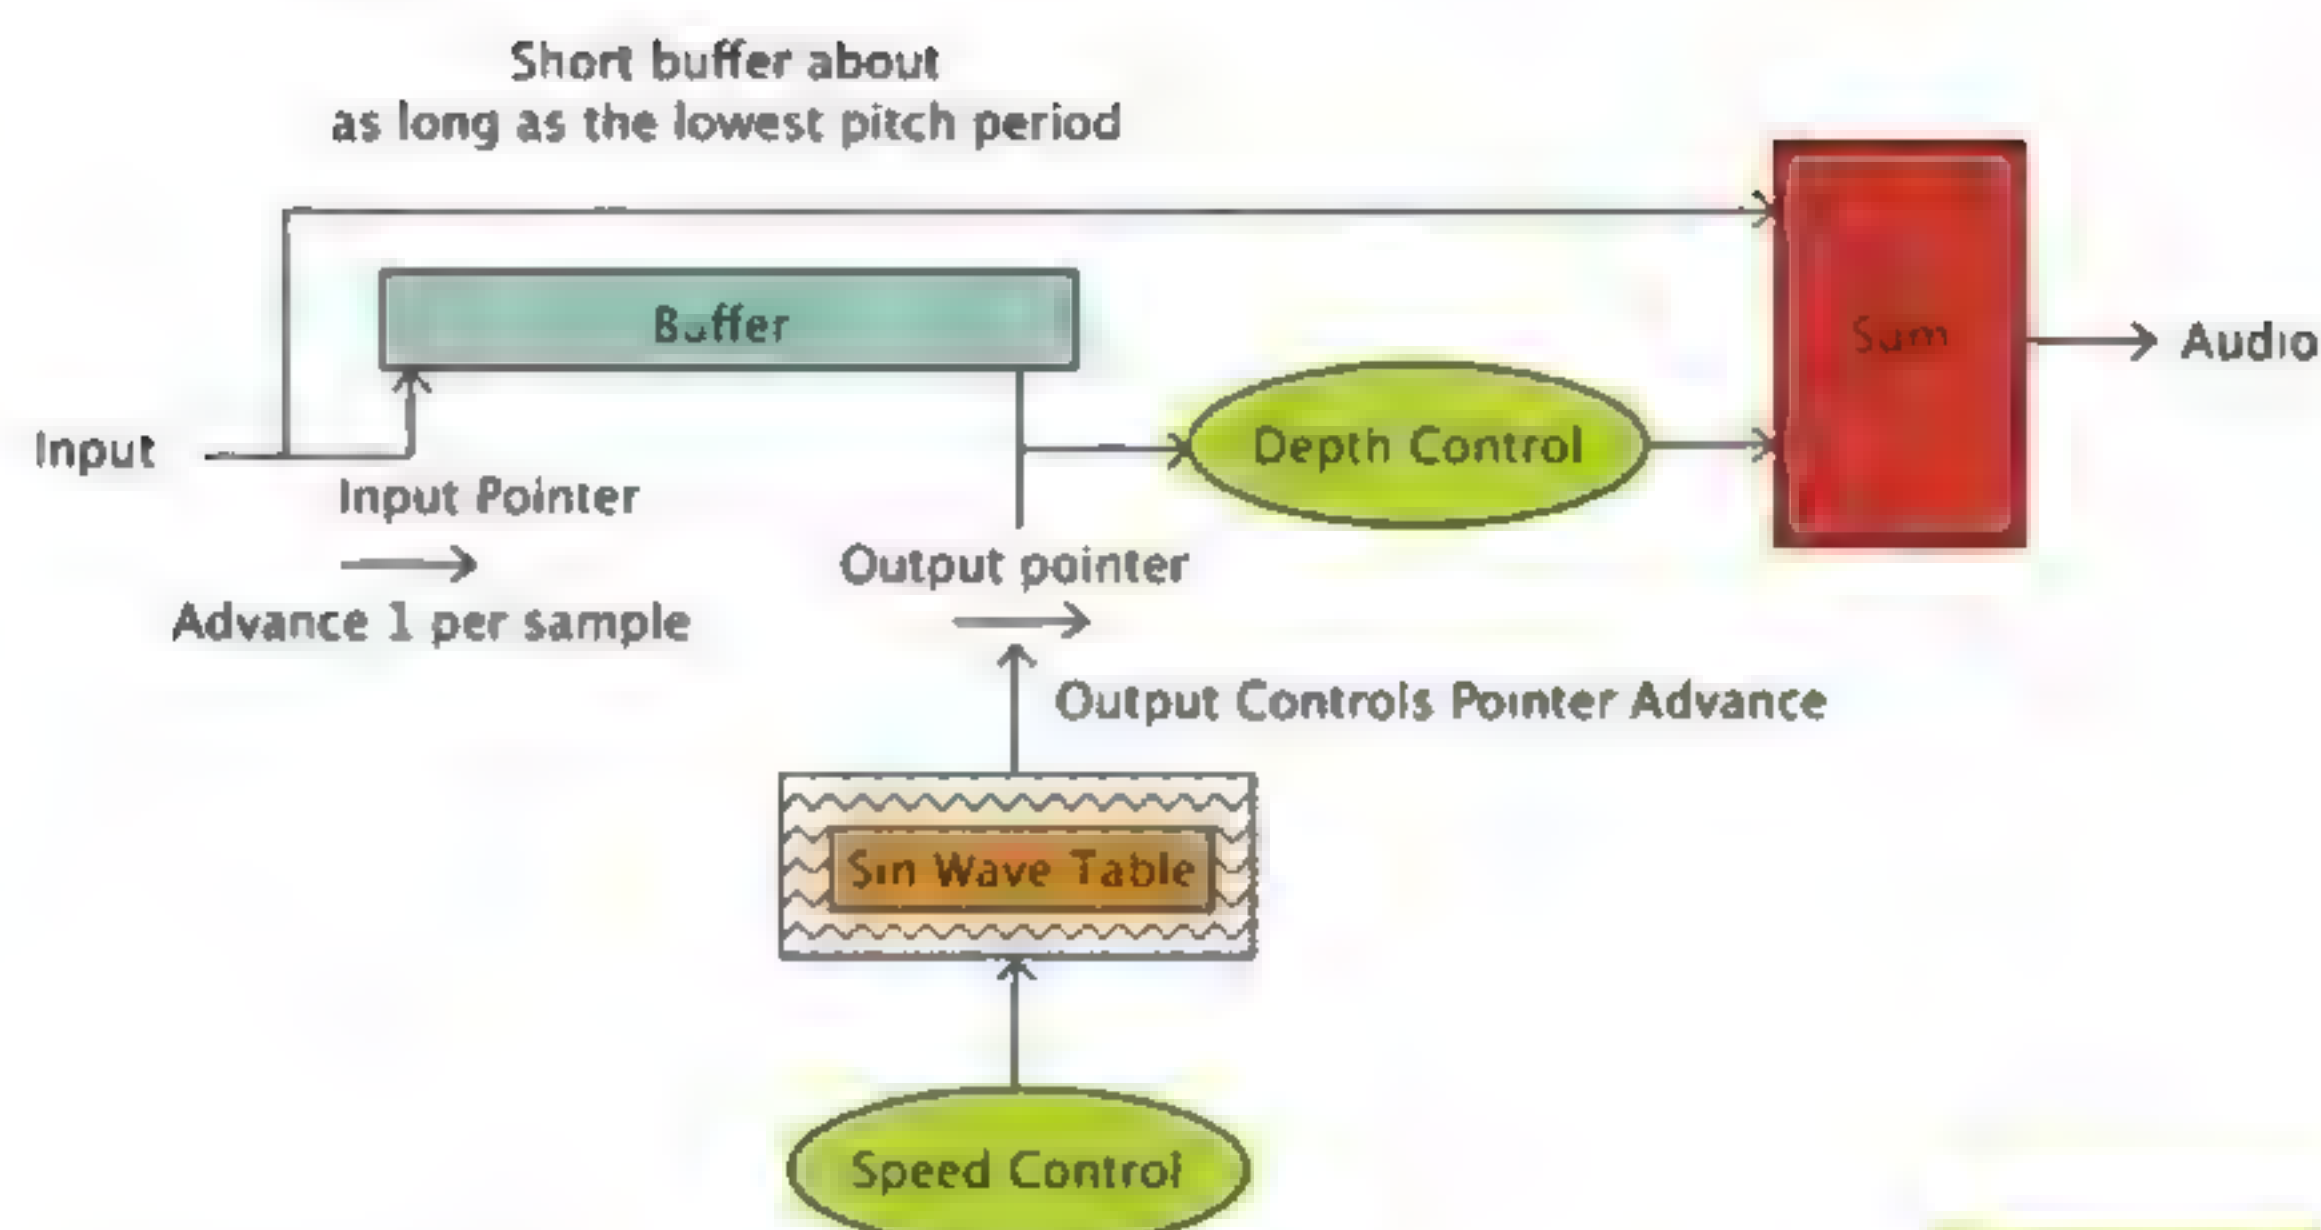 Short buffer about
as long as the lowest pitch period
Buffer
Sum
Audio
Input
Depth Control
Input Pointer
Output pointer
Advance 1 per sample
Output Controls Pointer Advance
Sin Wave Table
Speed Control